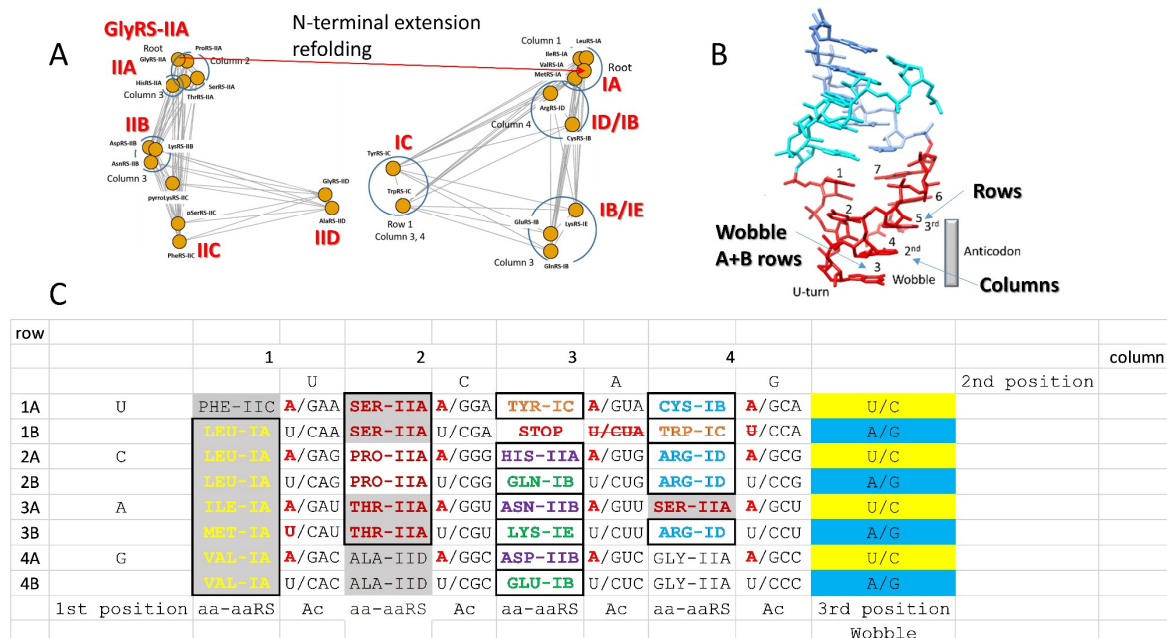 A
GlyRS-IIA
N-terminal extension
refolding
B
Root
ProRS-IIA
GlyRS-IIA
Column 2
IIA
HisRS-IIA
SerRS-IIA
Column 3
ThrRS-IIA
IIB
AspRS-IIB
LysRS-IIB
AsnRS-IIB
Column 3
pyrroLysRS-IIC
GlyRS-IID
oSerRS-IIC
AlaRS-IID
IID
PheRS-IIC
IIC
Column 1
LeuRS-IA
IleRS-IA
ValRS-IA
Root
MetRS-IA
IA
ArgRS-ID
Column 4
ID/IB
CysRS-IB
IC
TyrRS-IC
TrpRS-IC
Row 1
Column 3, 4
IB/IE
GluRS-IB
LysRS-IE
Column 3
GlnRS-IB
1
7
6
Rows
2
5
3rd
Wobble
A+B rows
4
2nd
Anticodon
3
Wobble
Columns
U-turn
C
row
1 2 3 4 column
U C A G 2nd position
1A U PHE-IIC A/GAA SER-IIA A/GGA TYR-IC A/GUA CYS-IB A/GCA U/C
1B LEU-IA U/CAA SER-IIA U/CGA STOP U/CUA TRP-IC U/CCA A/G
2A C LEU-IA A/GAG PRO-IIA A/GGG HIS-IIA A/GUG ARG-ID A/GCG U/C
2B LEU-IA U/CAG PRO-IIA U/CGG GLN-IB U/CUG ARG-ID U/CCG A/G
3A A ILE-IA A/GAU THR-IIA A/GGU ASN-IIB A/GUU SER-IIA A/GCU U/C
3B MET-IA U/CAU THR-IIA U/CGU LYS-IE U/CUU ARG-ID U/CCU A/G
4A G VAL-IA A/GAC ALA-IID A/GGC ASP-IIB A/GUC GLY-IIA A/GCC U/C
4B VAL-IA U/CAC ALA-IID U/CGC GLU-IB U/CUC GLY-IIA U/CCC A/G
1st position aa-aaRS Ac aa-aaRS Ac aa-aaRS Ac aa-aaRS Ac 3rd position
Wobble